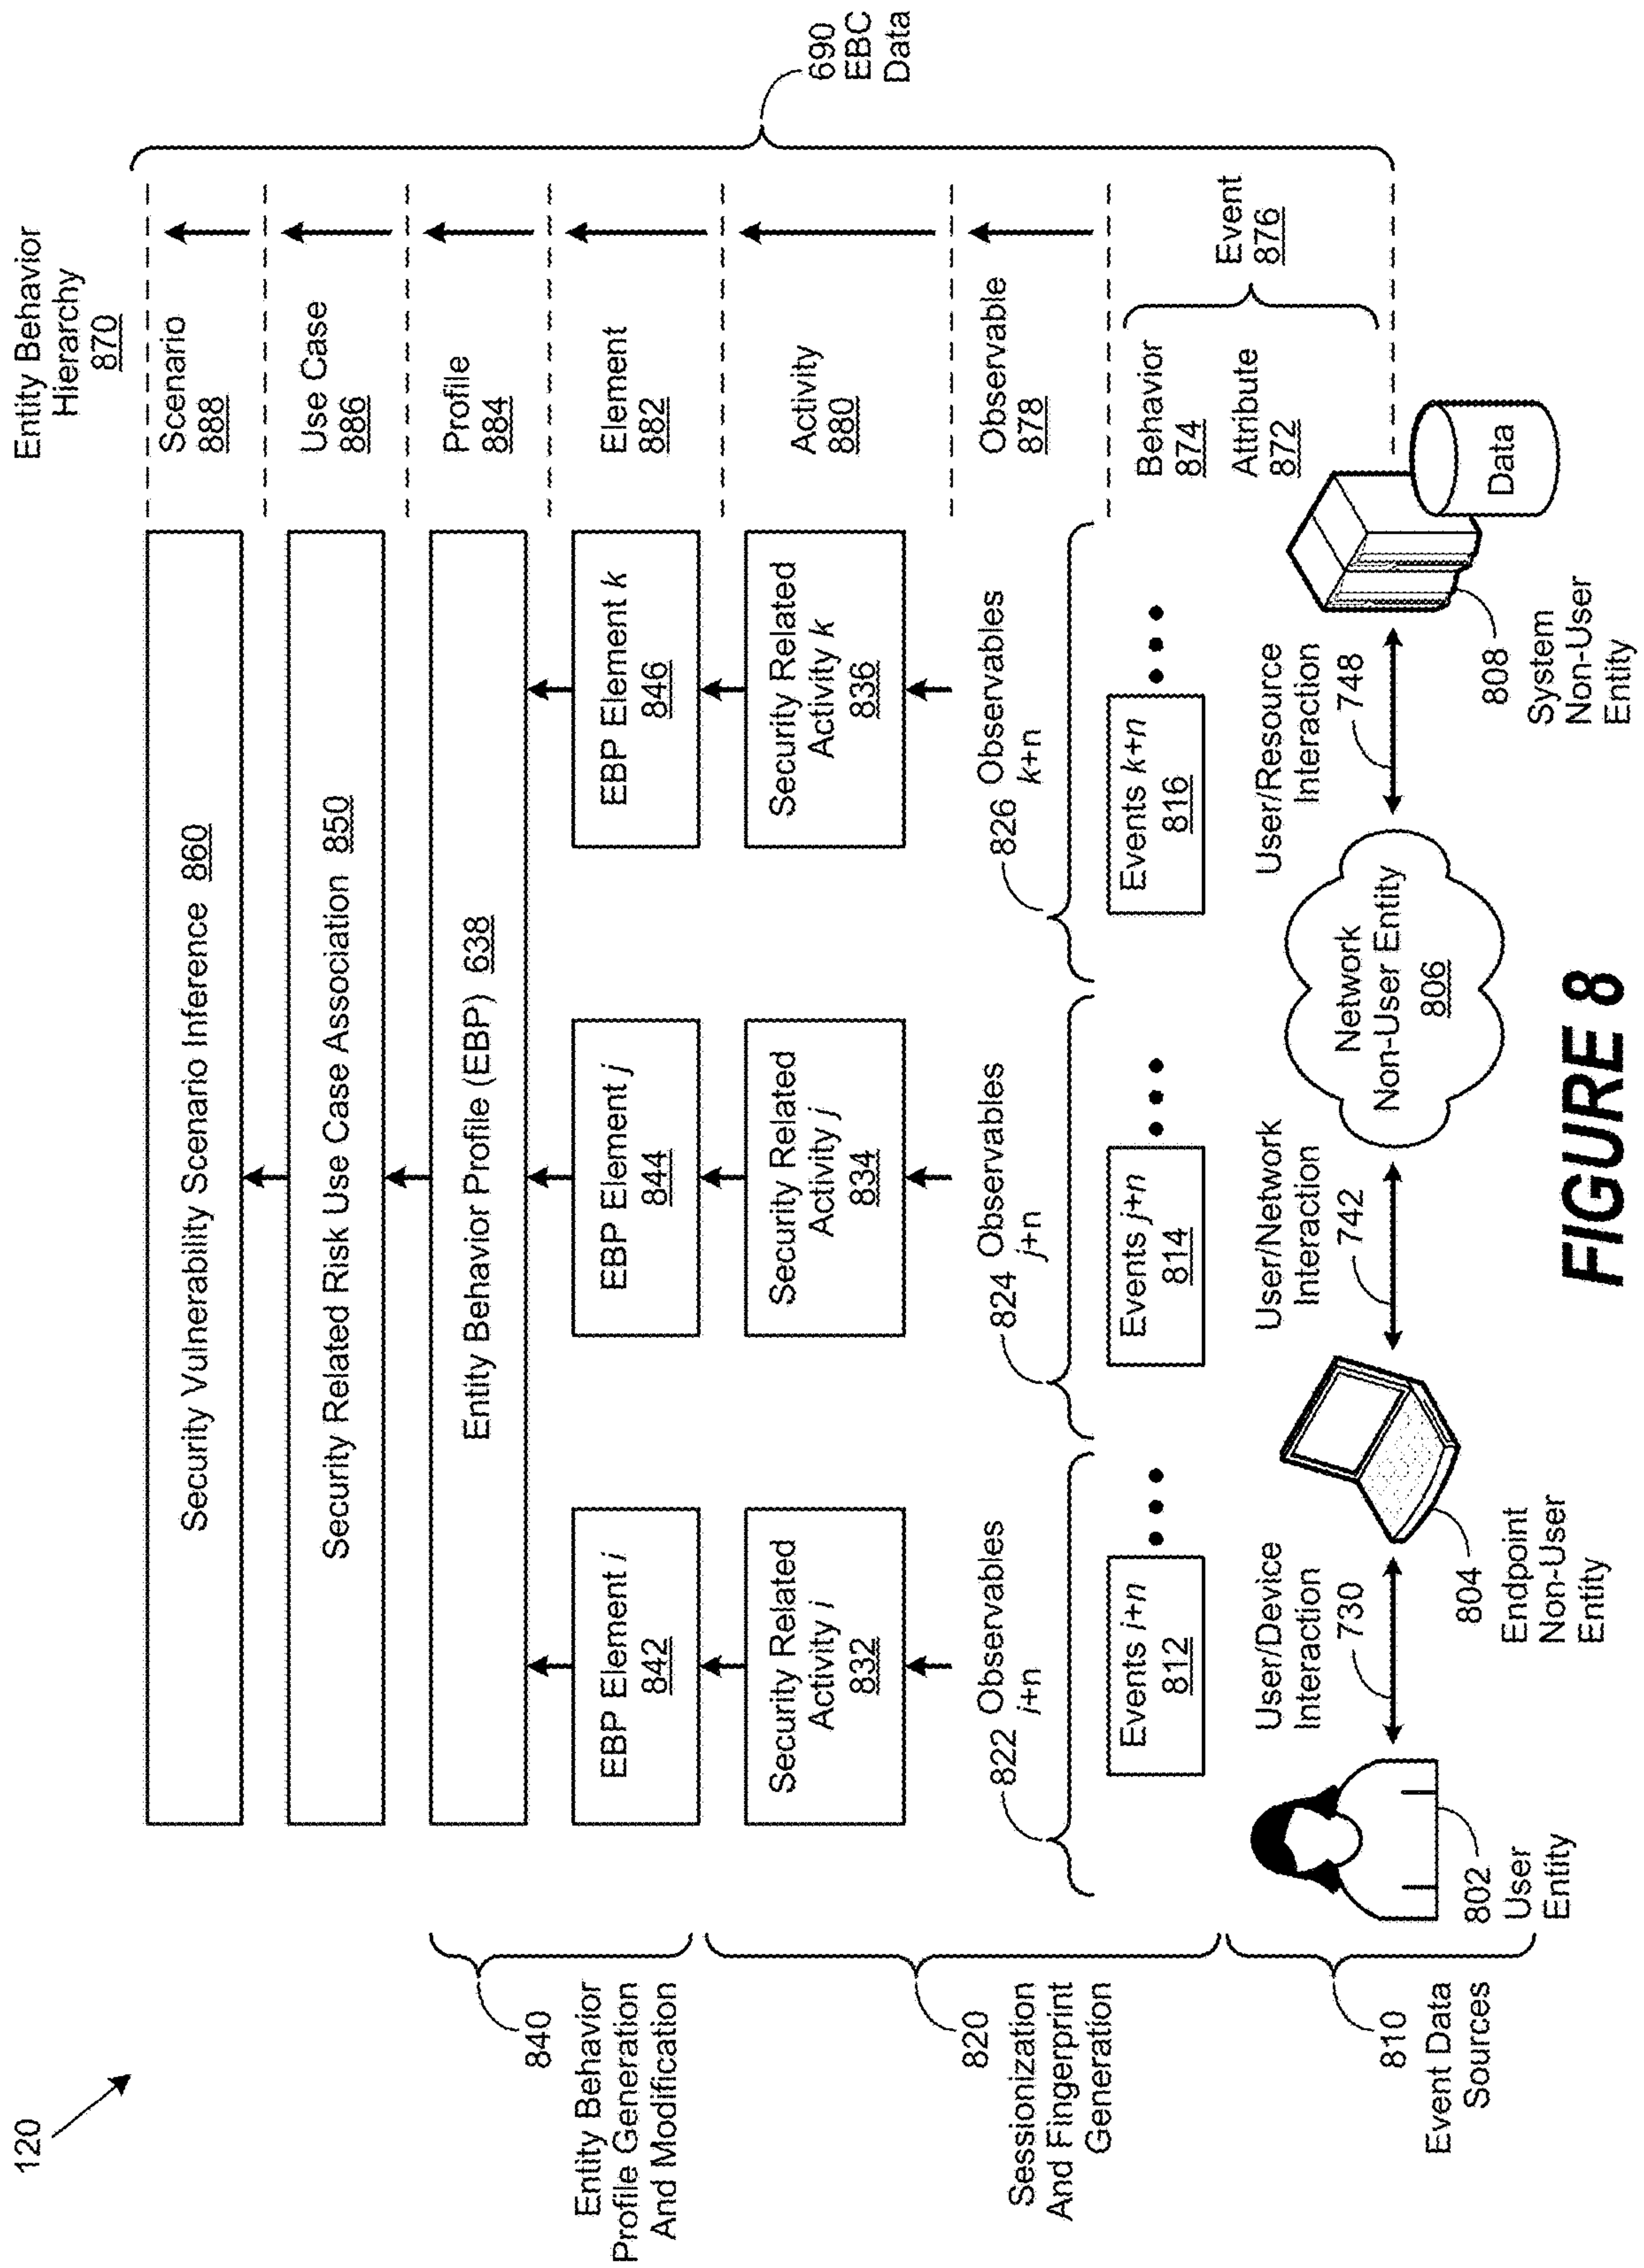 120
Entity Behavior
Hierarchy
870
Security Vulnerability Scenario Inference 860
Scenario
888
Security Related Risk Use Case Association 850
Use Case
886
840
Entity Behavior
Profile Generation
And Modification
Entity Behavior Profile (EBP) 638
Profile
884
EBP Element i
842
EBP Element j
844
EBP Element k
846
Element
882
Security Related
Activity i
832
Security Related
Activity j
834
Security Related
Activity k
836
Activity
880
690
EBC
Data
820
Sessionization
And Fingerprint
Generation
822 Observables
i+n
824 Observables
j+n
826 Observables
k+n
Observable
878
Events i+n
812
Events j+n
814
Events k+n
816
Behavior
874
Attribute
872
Event
876
810
Event Data
Sources
802
User
Entity
User/Device
Interaction
730
804
Endpoint
Non-User
Entity
User/Network
Interaction
742
Network
Non-User Entity
806
User/Resource
Interaction
748
808
System
Non-User
Entity
Data
FIGURE 8